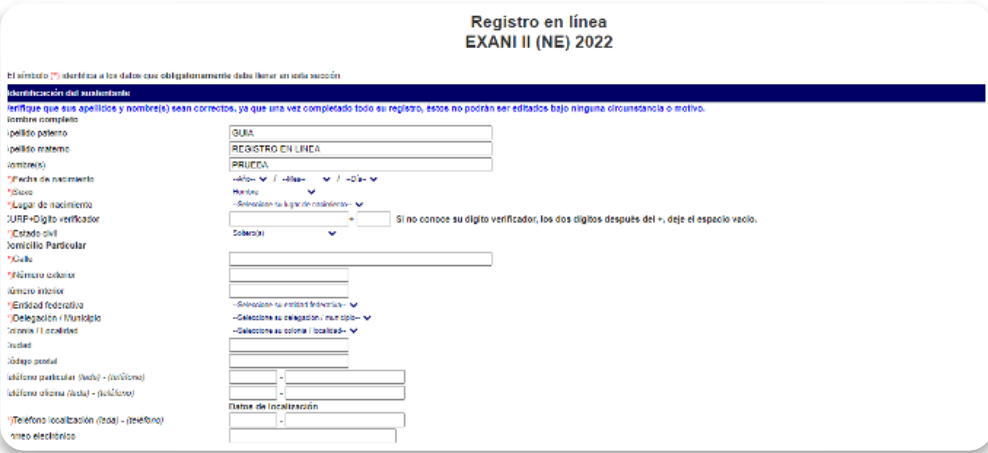 Registro en línea
EXANI II (NE) 2022
El símbolo (*) identifica a los datos que obligatoriamente debe llenar en esta sección
Identificación del sustentante
Verifique que sus apellidos y nombre(s) sean correctos, ya que una vez completado todo su registro, éstos no podrán ser editados bajo ninguna circunstancia o motivo.
Nombre completo
Apellido paterno GUIA
Apellido materno REGISTRO EN LINEA
Nombre(s) PRUEBA
*)Fecha de nacimiento --Año-- / --Mes-- / --Día--
*)Sexo Hombre
*)Lugar de nacimiento --Seleccione su lugar de nacimiento--
CURP+Dígito verificador + Si no conoce su dígito verificador, los dos dígitos después del +, deje el espacio vacío.
*)Estado civil Soltero(a)
Domicilio Particular
*)Calle
*)Número exterior
Número interior
*)Entidad federativa --Seleccione su entidad federativa--
*)Delegación / Municipio --Seleccione su delegación / municipio--
Colonia / Localidad --Seleccione su colonia / localidad--
Ciudad
Código postal
Teléfono particular (lada) - (teléfono) -
Teléfono oficina (lada) - (teléfono) -
Datos de localización
*)Teléfono localización (lada) - (teléfono) -
Correo electrónico